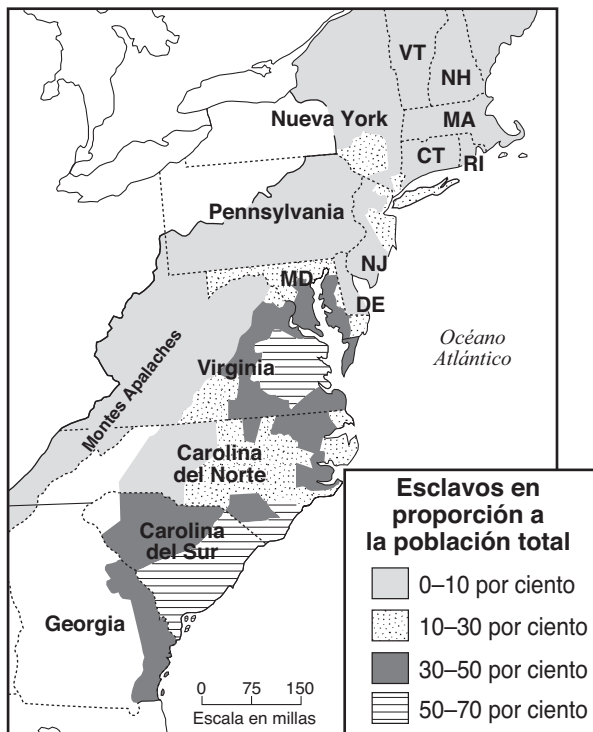 VT
NH
Nueva York
MA
CT
RI
Pennsylvania
NJ
MD
DE
Océano
Atlántico
Virginia
Montes Apalaches
Carolina
del Norte
Carolina
del Sur
Georgia
0 75 150
Escala en millas
Esclavos en
proporción a
la población total
0–10 por ciento
10–30 por ciento
30–50 por ciento
50–70 por ciento